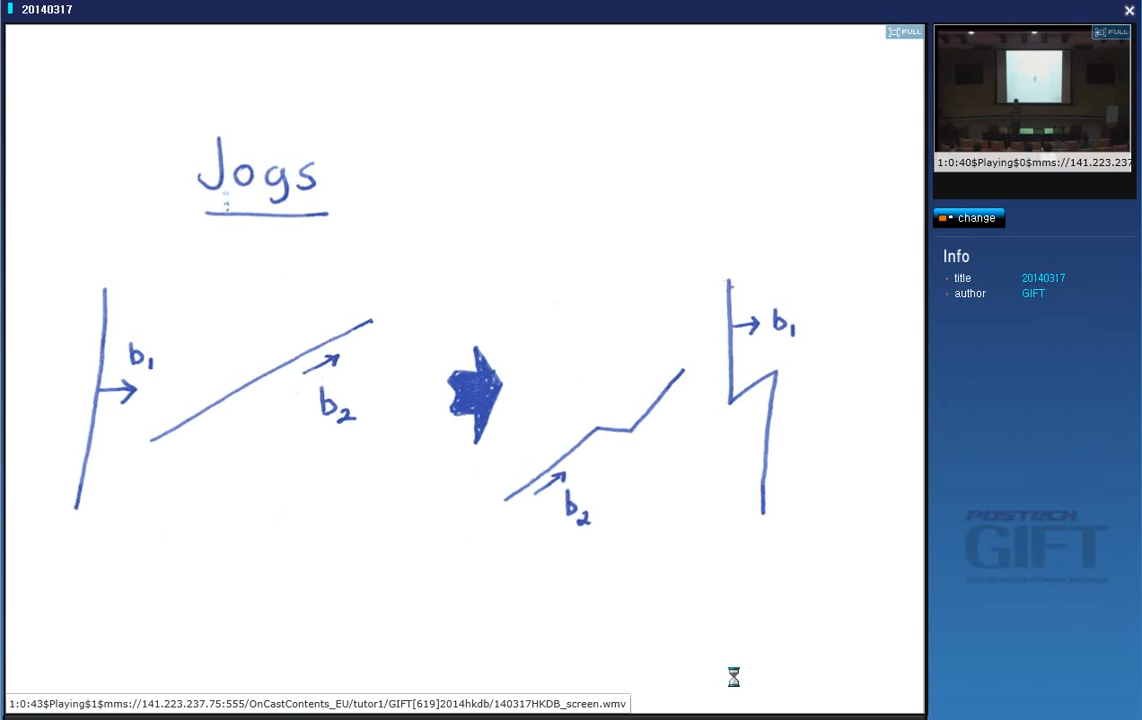 20140317
FULL
Jogs
b1
b2
b2
b1
FULL
1:0:40$Playing$0$mms://141.223.237
change
Info
title 20140317
author GIFT
POSTECH
GIFT
1:0:43$Playing$1$mms://141.223.237.75:555/OnCastContents_EU/tutor1/GIFT[619]2014hkdb/140317HKDB_screen.wmv